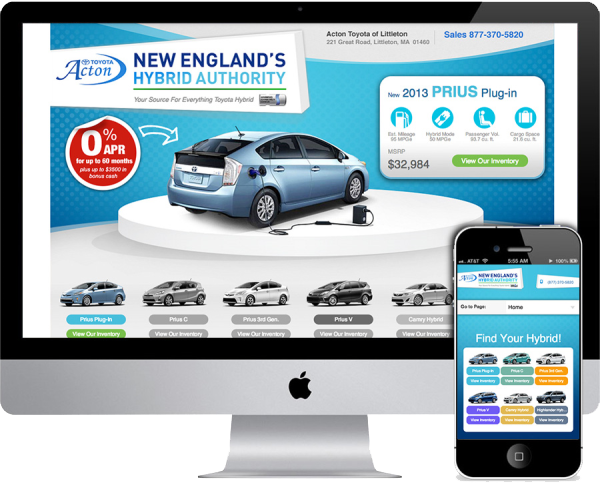 TOYOTA
Acton
NEW ENGLAND'S
HYBRID AUTHORITY
Your Source For Everything Toyota Hybrid
Acton Toyota of Littleton
221 Great Road, Littleton, MA 01460
Sales 877-370-5820
0%
APR
for up to 60 months
plus up to $3500 in
bonus cash
New 2013 PRIUS Plug-in
Est. Mileage
95 MPGe
Hybrid Mode
50 MPGe
Passenger Vol.
93.7 cu. ft.
Cargo Space
21.6 cu. ft.
MSRP
$32,984
View Our Inventory
Prius Plug-in
View Our Inventory
Prius C
View Our Inventory
Prius 3rd Gen.
View Our Inventory
Prius V
View Our Inventory
Camry Hybrid
View Our Inventory
AT&T
5:55 AM
100%
Acton
NEW ENGLAND'S
HYBRID AUTHORITY
(877)-370-5820
Go to Page:
Home
Find Your Hybrid!
Prius Plug-in
View Inventory
Prius C
View Inventory
Prius 3rd Gen.
View Inventory
Prius V
View Inventory
Camry Hybrid
View Inventory
Highlander Hyb...
View Inventory